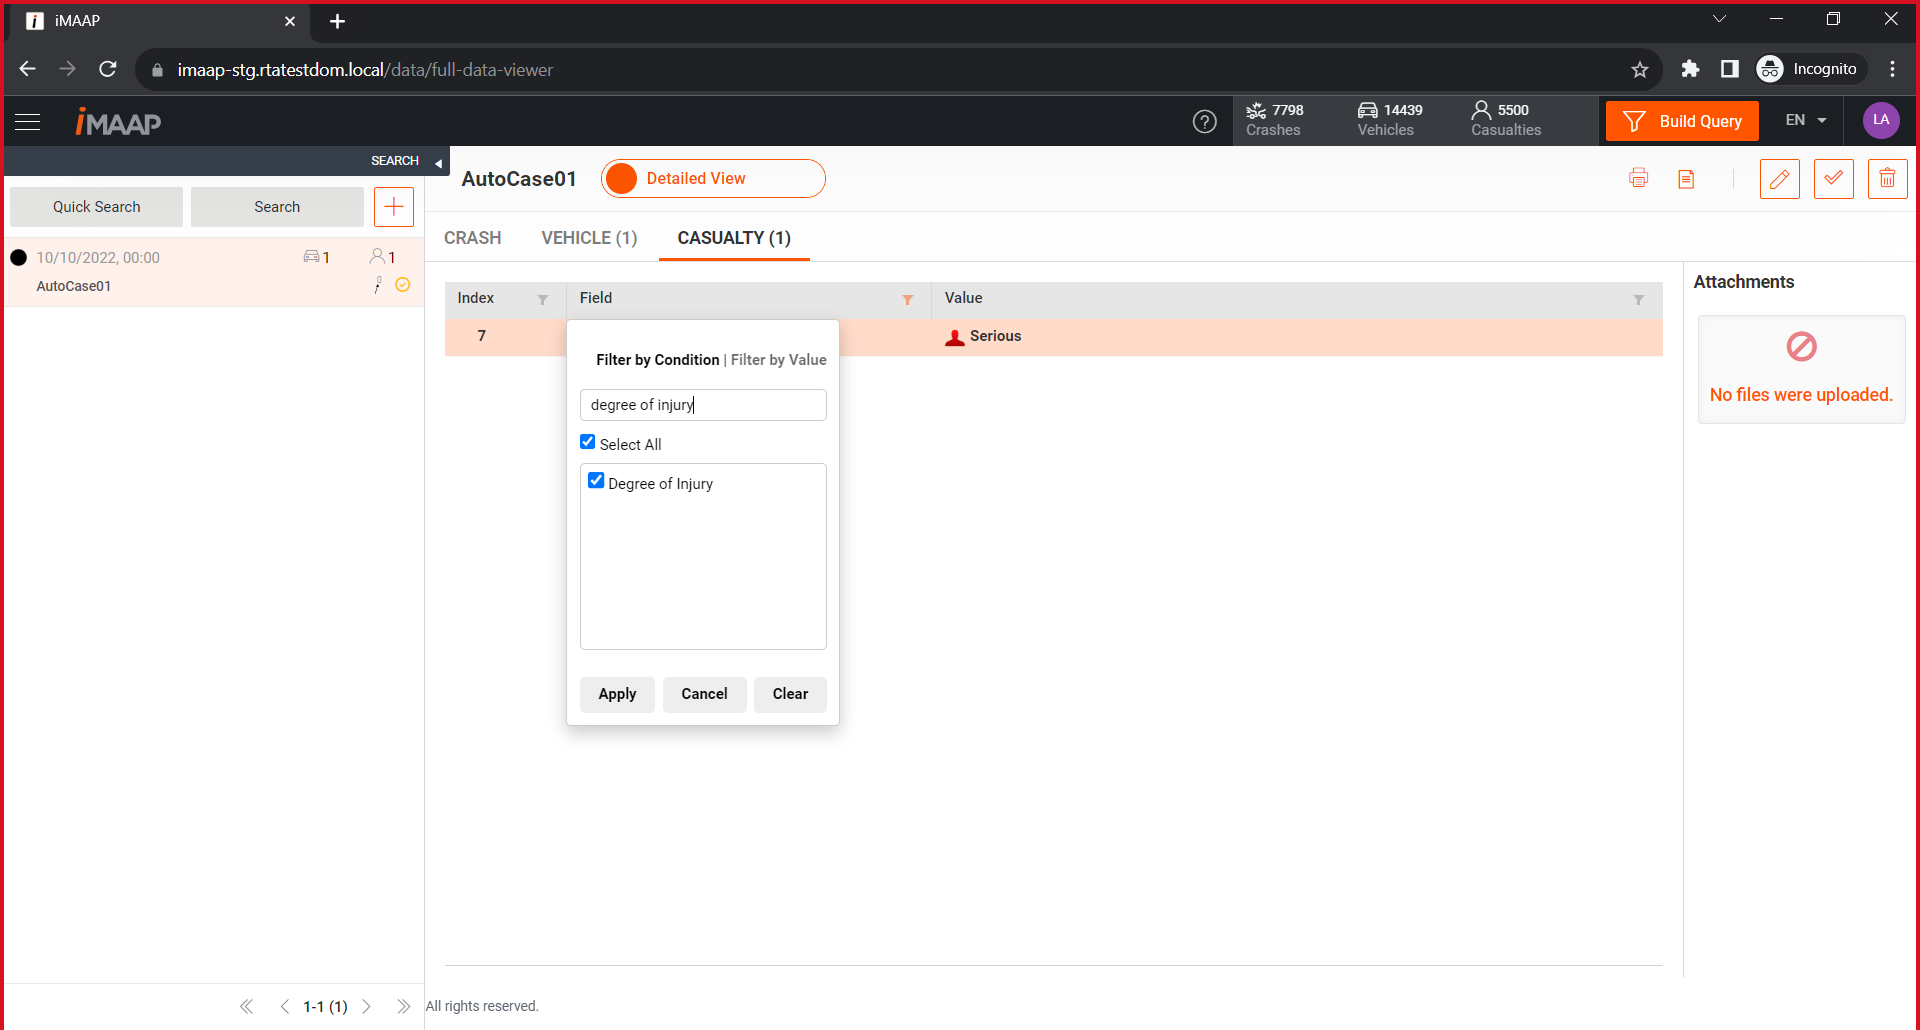 iMAAP
imaap-stg.rtatestdom.local/data/full-data-viewer
Incognito
iMAAP
7798
Crashes
14439
Vehicles
5500
Casualties
Build Query
EN
LA
SEARCH
Quick Search
Search
10/10/2022, 00:00
1
1
AutoCase01
AutoCase01
Detailed View
CRASH
VEHICLE (1)
CASUALTY (1)
Index
Field
Value
7
Serious
Filter by Condition | Filter by Value
degree of injury
Select All
Degree of Injury
Apply
Cancel
Clear
Attachments
No files were uploaded.
1-1 (1)
All rights reserved.